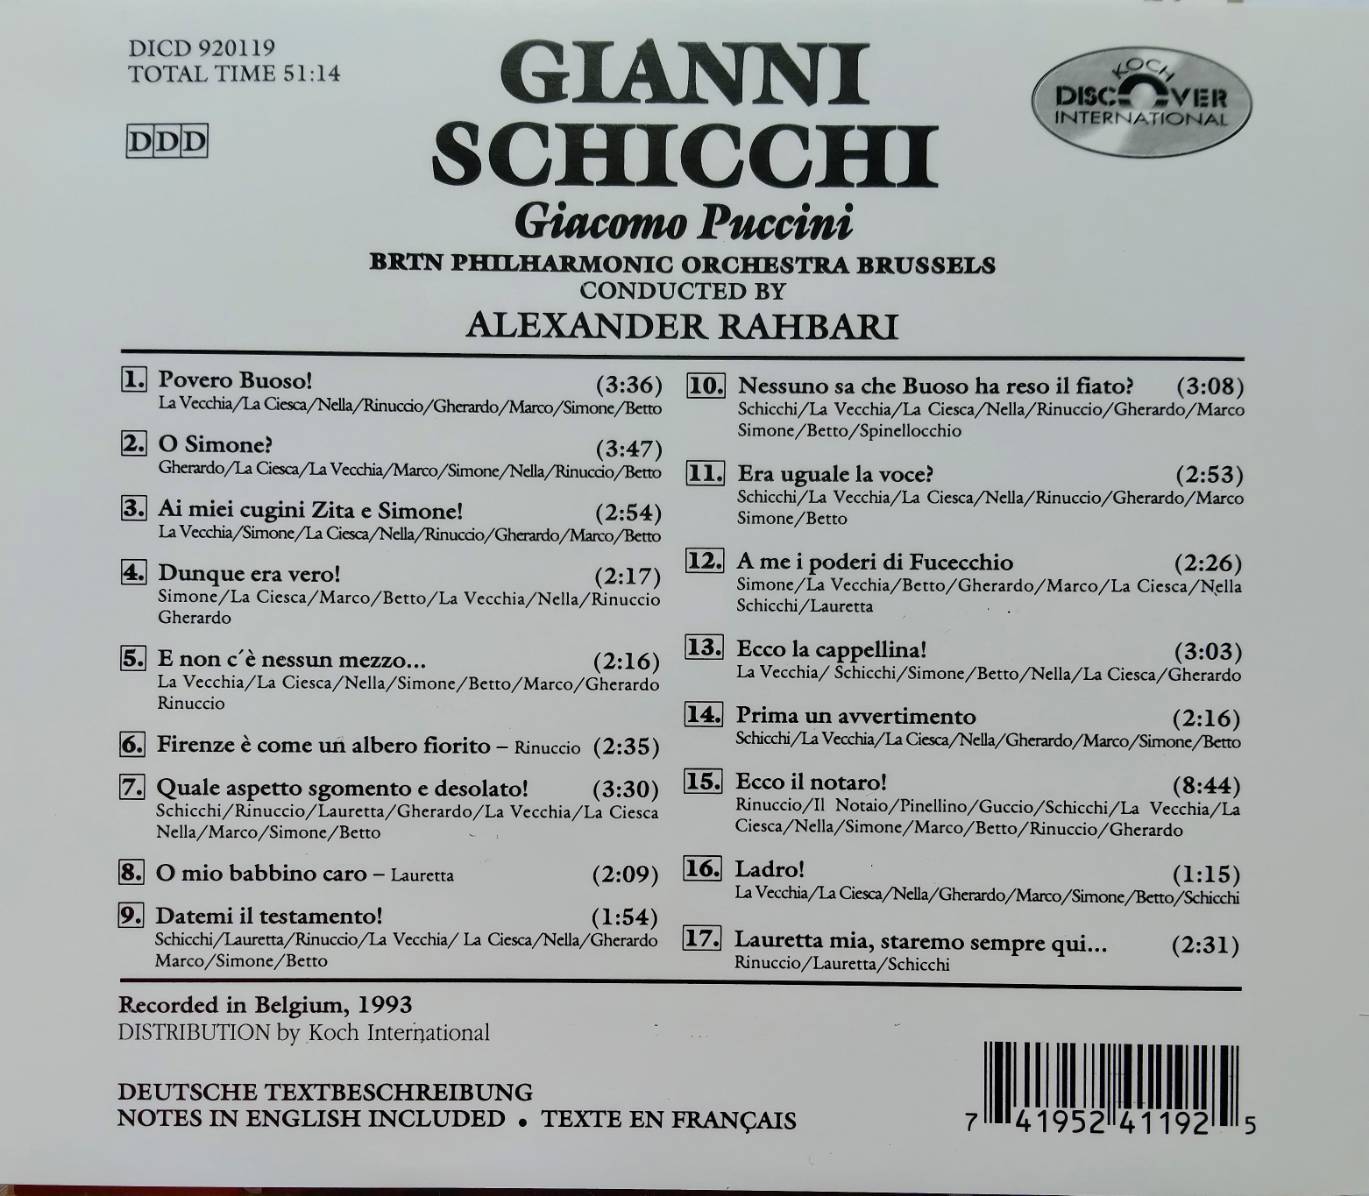 DICD 920119
TOTAL TIME 51:14
DDD
GIANNI
SCHICCHI
Giacomo Puccini
BRTN PHILHARMONIC ORCHESTRA BRUSSELS
CONDUCTED BY
ALEXANDER RAHBARI
KOCH
DISCOVER
INTERNATIONAL
1. Povero Buoso! (3:36)
La Vecchia/La Ciesca/Nella/Rinuccio/Gherardo/Marco/Simone/Betto
2. O Simone? (3:47)
Gherardo/La Ciesca/La Vecchia/Marco/Simone/Nella/Rinuccio/Betto
3. Ai miei cugini Zita e Simone! (2:54)
La Vecchia/Simone/La Ciesca/Nella/Rinuccio/Gherardo/Marco/Betto
4. Dunque era vero! (2:17)
Simone/La Ciesca/Marco/Betto/La Vecchia/Nella/Rinuccio
Gherardo
5. E non c´è nessun mezzo... (2:16)
La Vecchia/La Ciesca/Nella/Simone/Betto/Marco/Gherardo
Rinuccio
6. Firenze è come un albero fiorito – Rinuccio (2:35)
7. Quale aspetto sgomento e desolato! (3:30)
Schicchi/Rinuccio/Lauretta/Gherardo/La Vecchia/La Ciesca
Nella/Marco/Simone/Betto
8. O mio babbino caro – Lauretta (2:09)
9. Datemi il testamento! (1:54)
Schicchi/Lauretta/Rinuccio/La Vecchia/ La Ciesca/Nella/Gherardo
Marco/Simone/Betto
10. Nessuno sa che Buoso ha reso il fiato? (3:08)
Schicchi/La Vecchia/La Ciesca/Nella/Rinuccio/Gherardo/Marco
Simone/Betto/Spinellocchio
11. Era uguale la voce? (2:53)
Schicchi/La Vecchia/La Ciesca/Nella/Rinuccio/Gherardo/Marco
Simone/Betto
12. A me i poderi di Fucecchio (2:26)
Simone/La Vecchia/Betto/Gherardo/Marco/La Ciesca/Nella
Schicchi/Lauretta
13. Ecco la cappellina! (3:03)
La Vecchia/ Schicchi/Simone/Betto/Nella/La Ciesca/Gherardo
14. Prima un avvertimento (2:16)
Schicchi/La Vecchia/La Ciesca/Nella/Gherardo/Marco/Simone/Betto
15. Ecco il notaro! (8:44)
Rinuccio/Il Notaio/Pinellino/Guccio/Schicchi/La Vecchia/La
Ciesca/Nella/Simone/Marco/Betto/Rinuccio/Gherardo
16. Ladro! (1:15)
La Vecchia/La Ciesca/Nella/Gherardo/Marco/Simone/Betto/Schicchi
17. Lauretta mia, staremo sempre qui... (2:31)
Rinuccio/Lauretta/Schicchi
Recorded in Belgium, 1993
DISTRIBUTION by Koch International
DEUTSCHE TEXTBESCHREIBUNG
NOTES IN ENGLISH INCLUDED • TEXTE EN FRANÇAIS
7 41952 41192 5